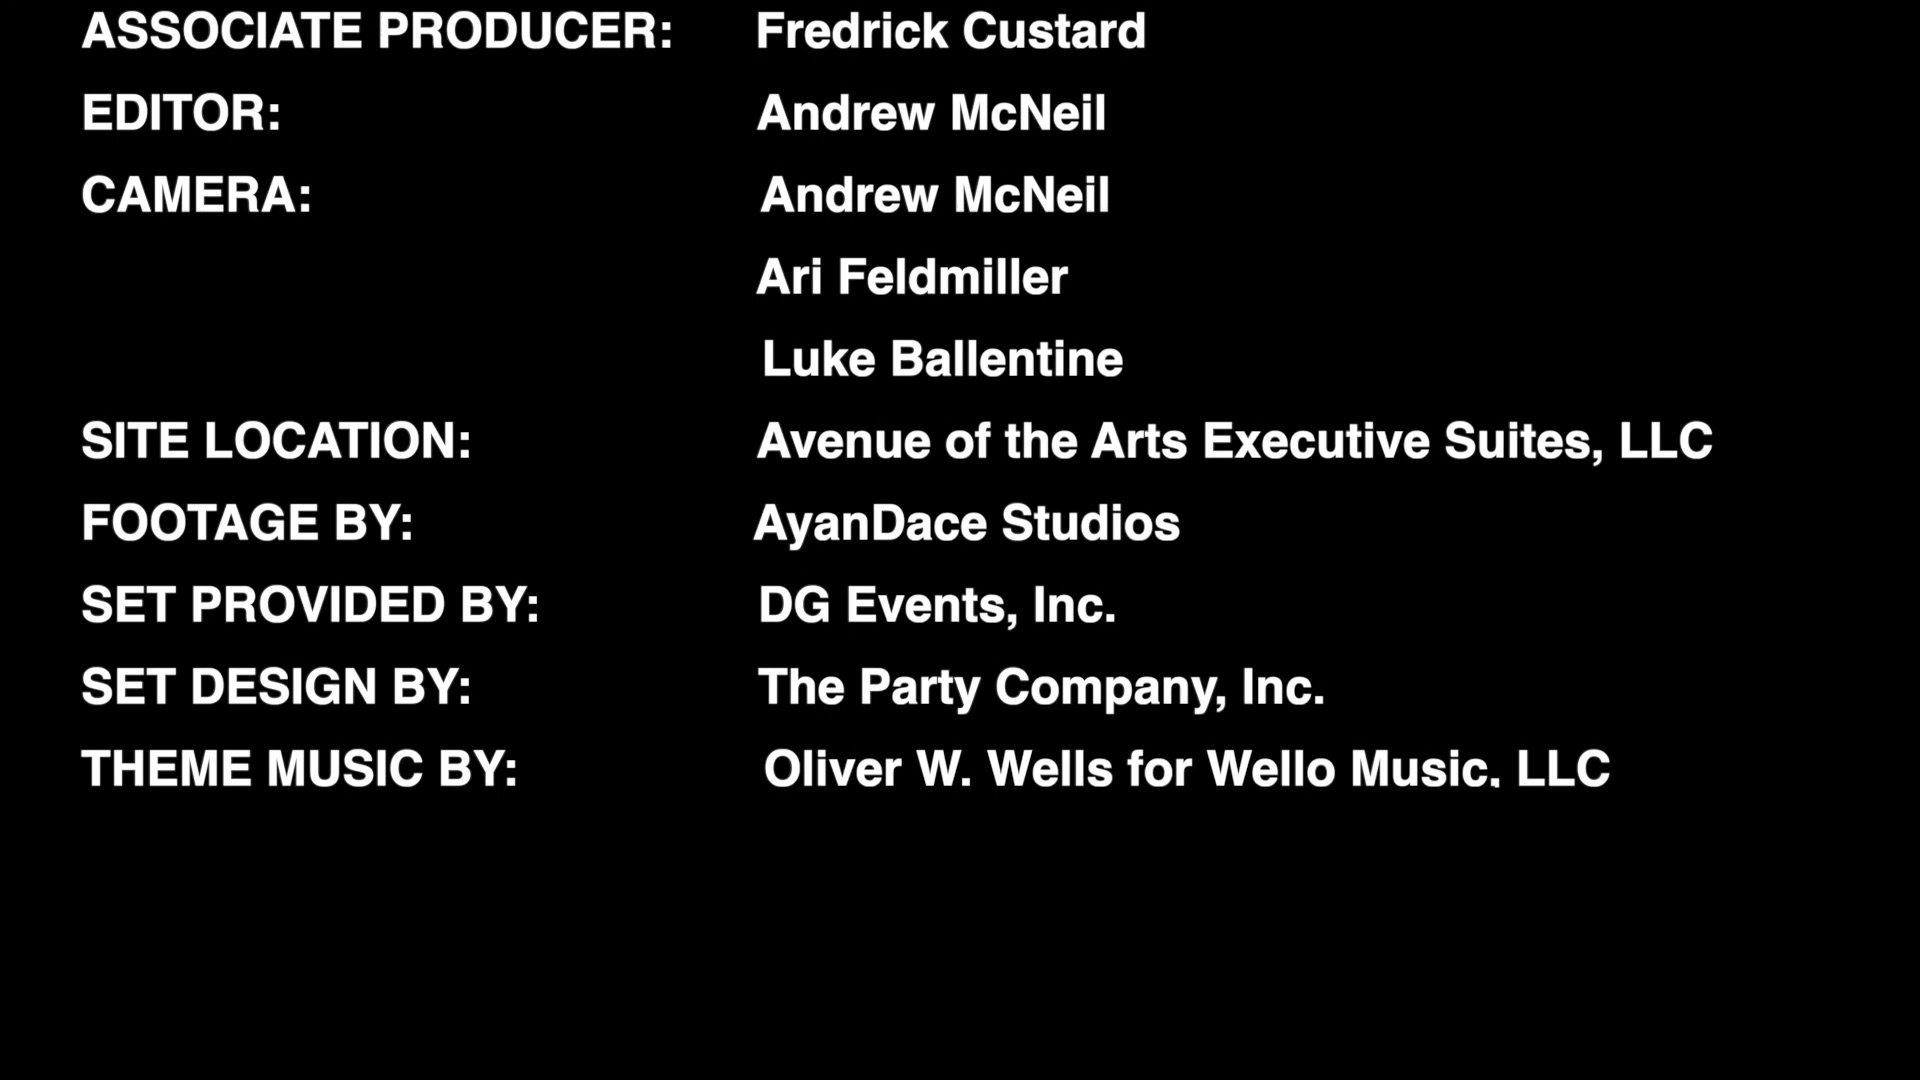 ASSOCIATE PRODUCER: Fredrick Custard
EDITOR: Andrew McNeil
CAMERA: Andrew McNeil
Ari Feldmiller
Luke Ballentine
SITE LOCATION: Avenue of the Arts Executive Suites, LLC
FOOTAGE BY: AyanDace Studios
SET PROVIDED BY: DG Events, Inc.
SET DESIGN BY: The Party Company, Inc.
THEME MUSIC BY: Oliver W. Wells for Wello Music, LLC